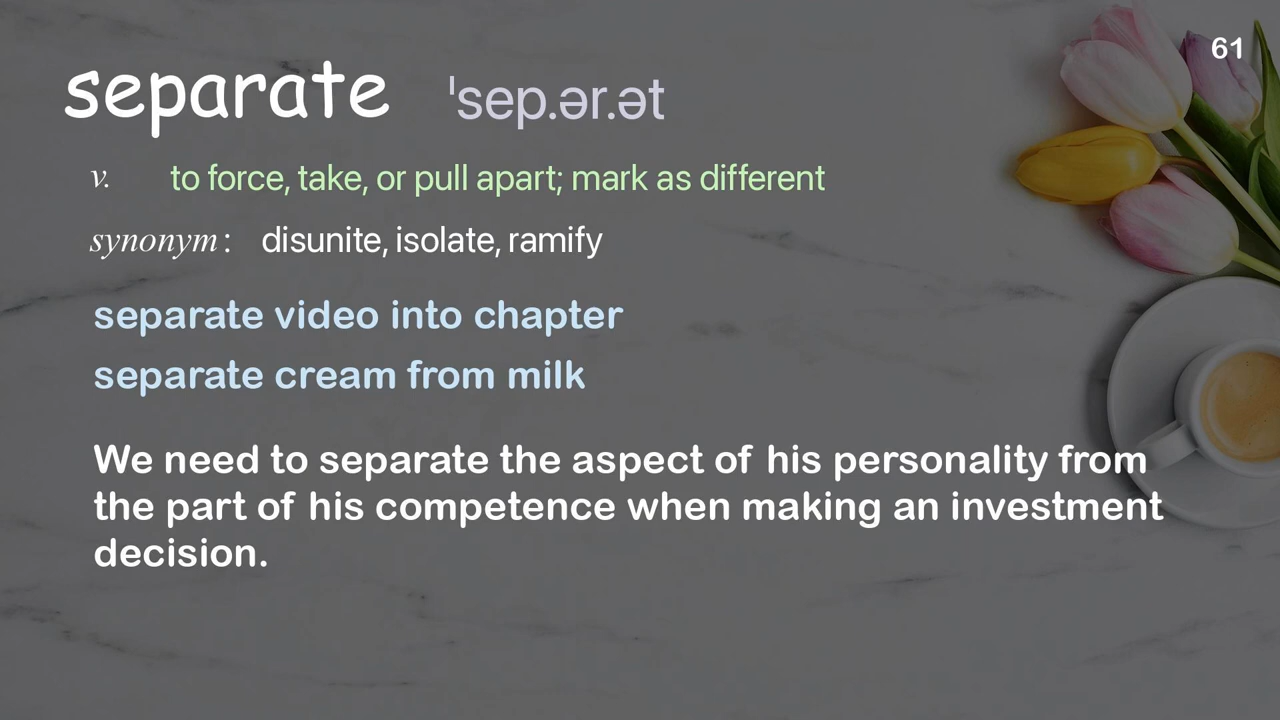 61
separate ˈsep.ər.ət
v. to force, take, or pull apart; mark as different
synonym: disunite, isolate, ramify
separate video into chapter
separate cream from milk
We need to separate the aspect of his personality from
the part of his competence when making an investment
decision.